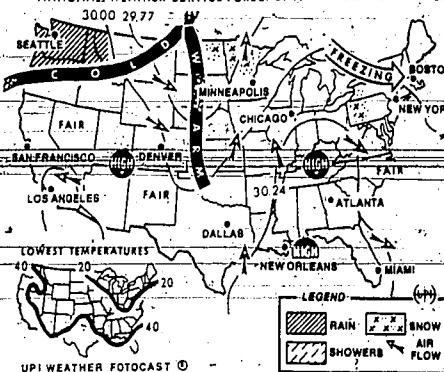 30.00 29.77
SEATTLE
COLD
WARM
FREEZING
BOSTON
MINNEAPOLIS
NEW YORK
CHICAGO
FAIR
SAN FRANCISCO
HIGH
DENVER
HIGH
FAIR
LOS ANGELES
FAIR
30.24
ATLANTA
DALLAS
HIGH
NEW ORLEANS
MIAMI
LOWEST TEMPERATURES
40
20
20
40
LEGEND
RAIN
SNOW
SHOWERS
AIR
FLOW
UPI WEATHER FOTOCAST